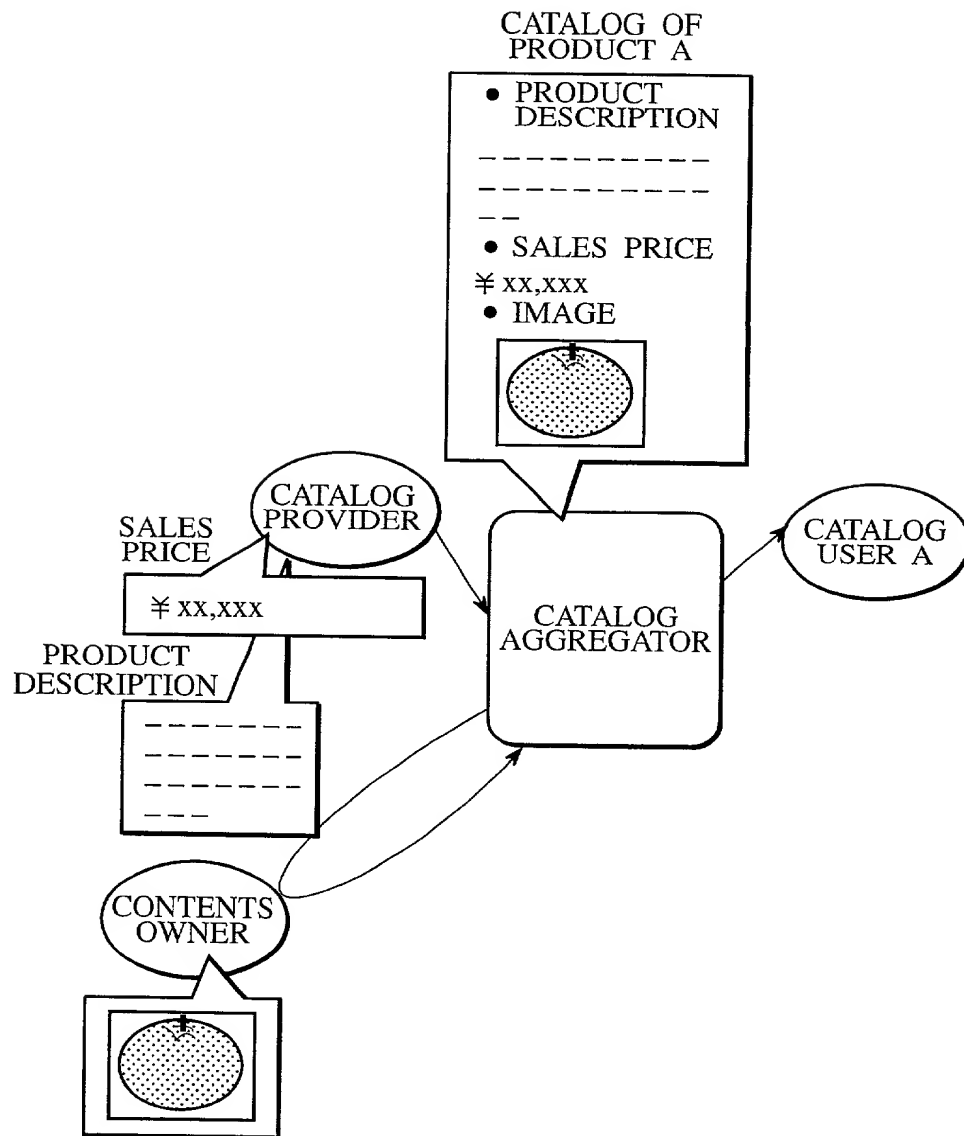 CATALOG OF
PRODUCT A
● PRODUCT
DESCRIPTION
● SALES PRICE
¥ xx,xxx
● IMAGE
CATALOG
PROVIDER
SALES
PRICE
¥ xx,xxx
PRODUCT
DESCRIPTION
CATALOG
AGGREGATOR
CATALOG
USER A
CONTENTS
OWNER